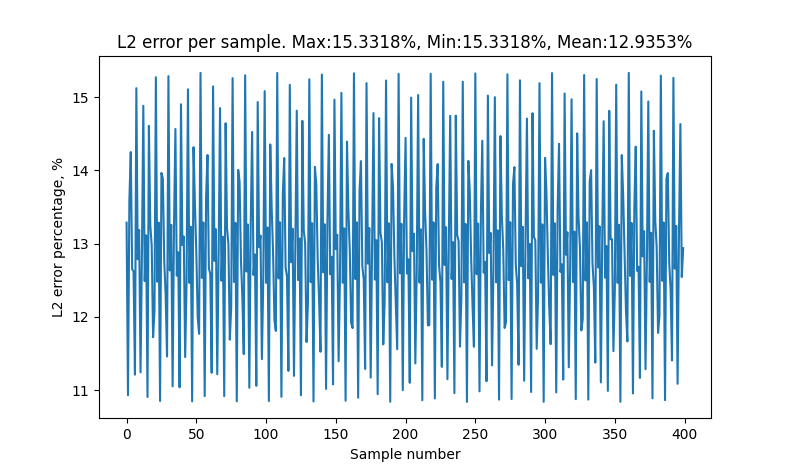 L2 error per sample. Max:15.3318%, Min:15.3318%, Mean:12.9353%
15
14
13
12
11
L2 error percentage, %
0 50 100 150 200 250 300 350 400
Sample number